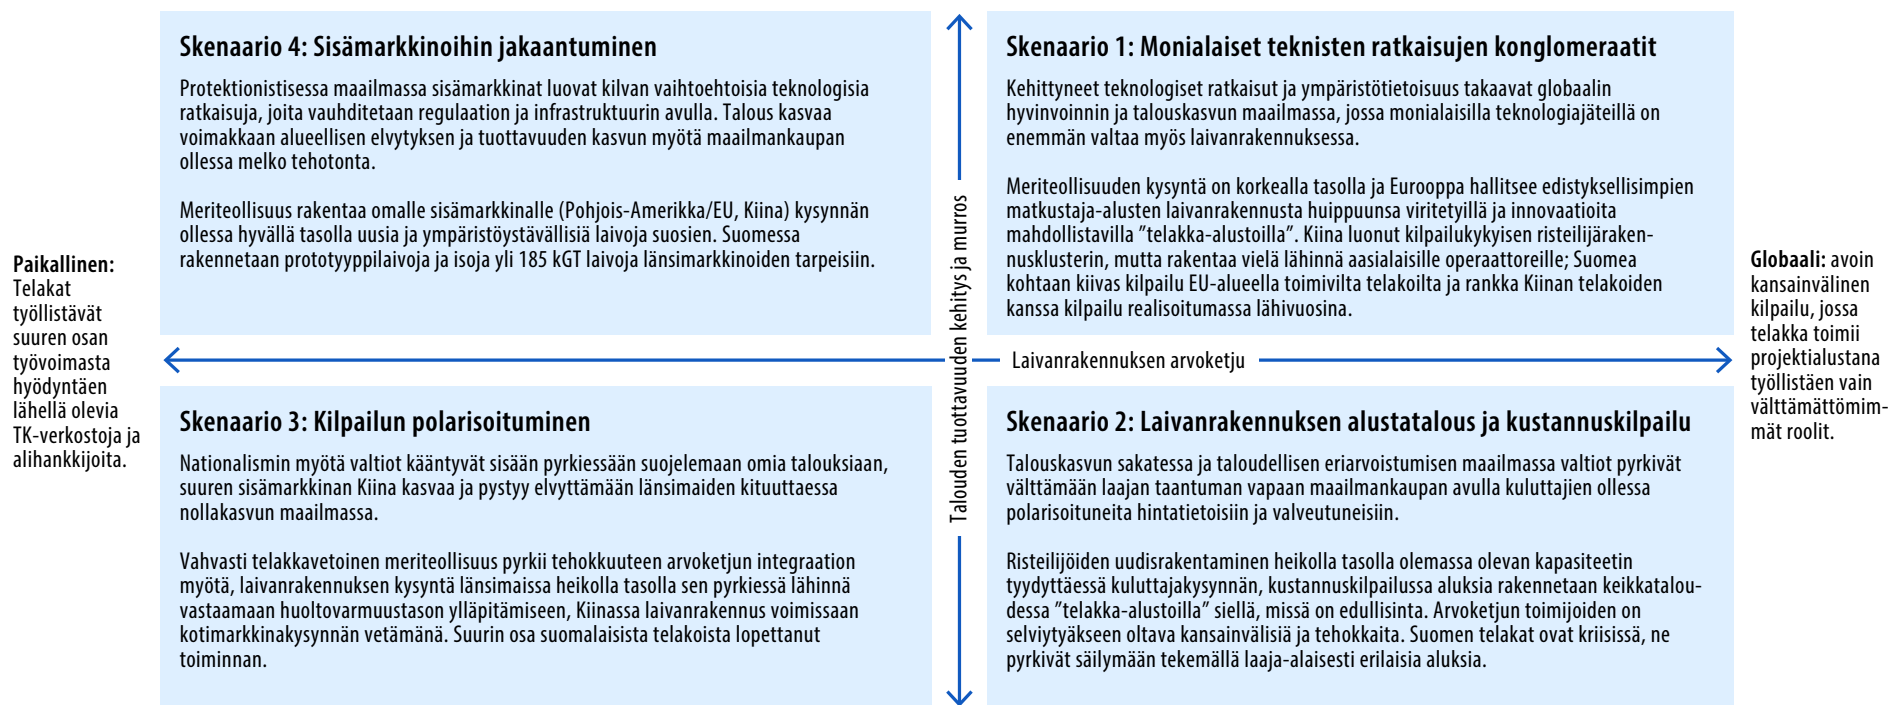 Skenaario 4: Sisämarkkinoihin jakaantuminen
Protektionistisessa maailmassa sisämarkkinat luovat kilvan vaihtoehtoisia teknologisia
ratkaisuja, joita vauhditetaan regulaation ja infrastruktuurin avulla. Talous kasvaa
voimakkaan alueellisen elvytyksen ja tuottavuuden kasvun myötä maailmankaupan
ollessa melko tehotonta.
Meriteollisuus rakentaa omalle sisämarkkinalle (Pohjois-Amerikka/EU, Kiina) kysynnän
ollessa hyvällä tasolla uusia ja ympäristöystävällisiä laivoja suosien. Suomessa
rakennetaan prototyyppilaivoja ja isoja yli 185 kGT laivoja länsimarkkinoiden tarpeisiin.
Skenaario 1: Monialaiset teknisten ratkaisujen konglomeraatit
Kehittyneet teknologiset ratkaisut ja ympäristötietoisuus takaavat globaalin
hyvinvoinnin ja talouskasvun maailmassa, jossa monialaisilla teknologiajäteillä on
enemmän valtaa myös laivanrakennuksessa.
Meriteollisuuden kysyntä on korkealla tasolla ja Eurooppa hallitsee edistyksellisimpien
matkustaja-alusten laivanrakennusta huippuunsa viritetyillä ja innovaatioita
mahdollistavilla ”telakka-alustoilla”. Kiina luonut kilpailukykyisen risteilijäraken-
nusklusterin, mutta rakentaa vielä lähinnä aasialaisille operaattoreille; Suomea
kohtaan kiivas kilpailu EU-alueella toimivilta telakoilta ja rankka Kiinan telakoiden
kanssa kilpailu realisoitumassa lähivuosina.
Paikallinen:
Telakat
työllistävät
suuren osan
työvoimasta
hyödyntäen
lähellä olevia
TK-verkostoja ja
alihankkijoita.
Talouden tuottavuuden kehitys ja murros
Laivanrakennuksen arvoketju
Globaali: avoin
kansainvälinen
kilpailu, jossa
telakka toimii
projektialustana
työllistäen vain
välttämättömim-
mät roolit.
Skenaario 3: Kilpailun polarisoituminen
Nationalismin myötä valtiot kääntyvät sisään pyrkiessään suojelemaan omia talouksiaan,
suuren sisämarkkinan Kiina kasvaa ja pystyy elvyttämään länsimaiden kituuttaessa
nollakasvun maailmassa.
Vahvasti telakkavetoinen meriteollisuus pyrkii tehokkuuteen arvoketjun integraation
myötä, laivanrakennuksen kysyntä länsimaissa heikolla tasolla sen pyrkiessä lähinnä
vastaamaan huoltovarmuustason ylläpitämiseen, Kiinassa laivanrakennus voimissaan
kotimarkkinakysynnän vetämänä. Suurin osa suomalaisista telakoista lopettanut
toiminnan.
Skenaario 2: Laivanrakennuksen alustatalous ja kustannuskilpailu
Talouskasvun sakatessa ja taloudellisen eriarvoistumisen maailmassa valtiot pyrkivät
välttämään laajan taantuman vapaan maailmankaupan avulla kuluttajien ollessa
polarisoituneita hintatietoisiin ja valveutuneisiin.
Risteilijöiden uudisrakentaminen heikolla tasolla olemassa olevan kapasiteetin
tyydyttäessä kuluttajakysynnän, kustannuskilpailussa aluksia rakennetaan keikkatalou-
dessa ”telakka-alustoilla” siellä, missä on edullisinta. Arvoketjun toimijoiden on
selviytyäkseen oltava kansainvälisiä ja tehokkaita. Suomen telakat ovat kriisissä, ne
pyrkivät säilymään tekemällä laaja-alaisesti erilaisia aluksia.